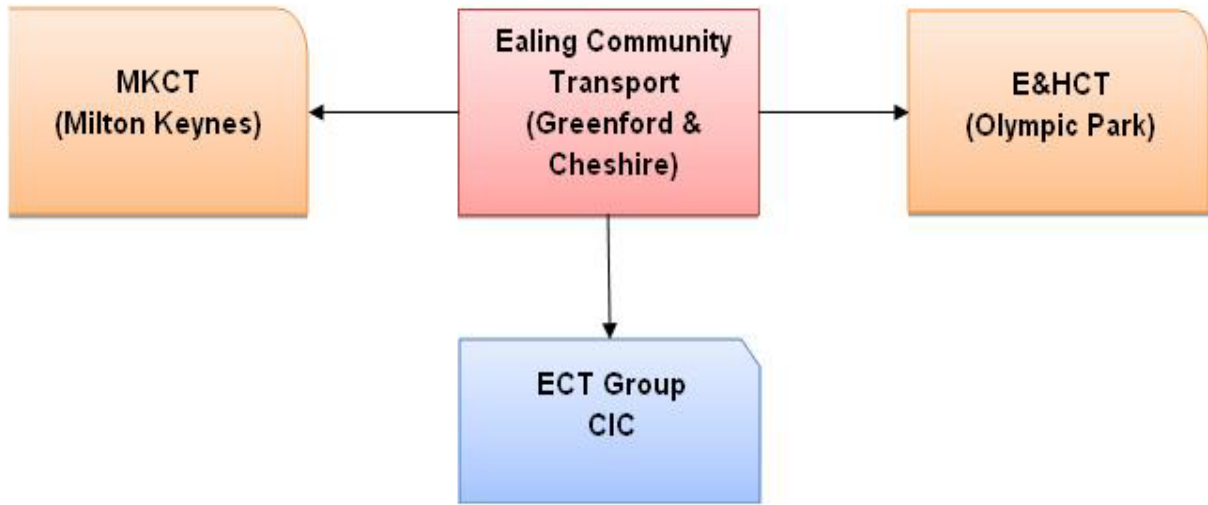 MKCT
(Milton Keynes)
Ealing Community
Transport
(Greenford &
Cheshire)
E&HCT
(Olympic Park)
ECT Group
CIC